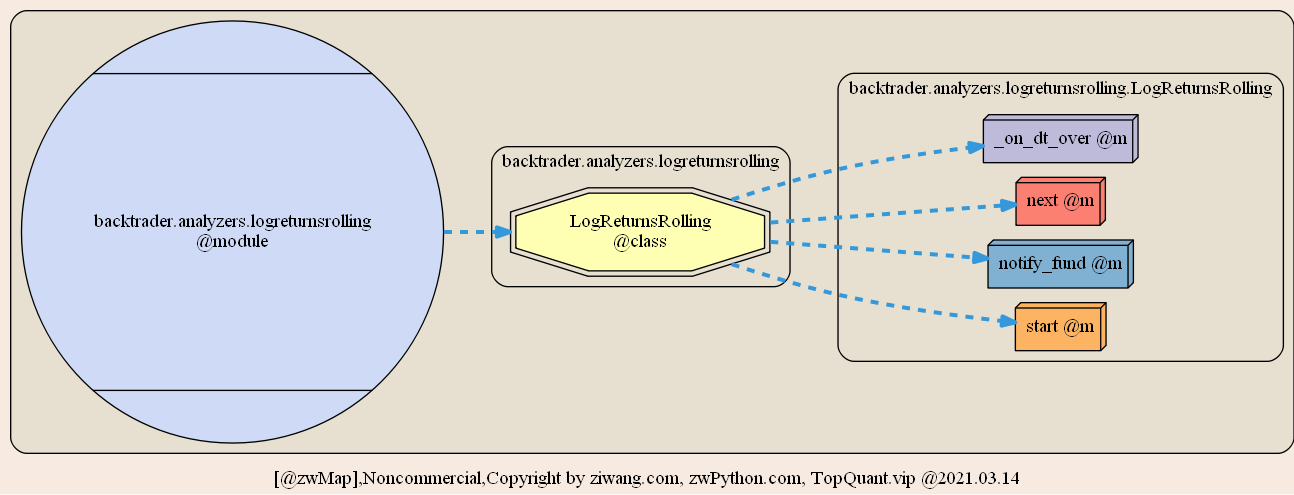 backtrader.analyzers.logreturnsrolling
@module
backtrader.analyzers.logreturnsrolling
LogReturnsRolling
@class
backtrader.analyzers.logreturnsrolling.LogReturnsRolling
_on_dt_over @m
next @m
notify_fund @m
start @m
[@zwMap],Noncommercial,Copyright by ziwang.com, zwPython.com, TopQuant.vip @2021.03.14